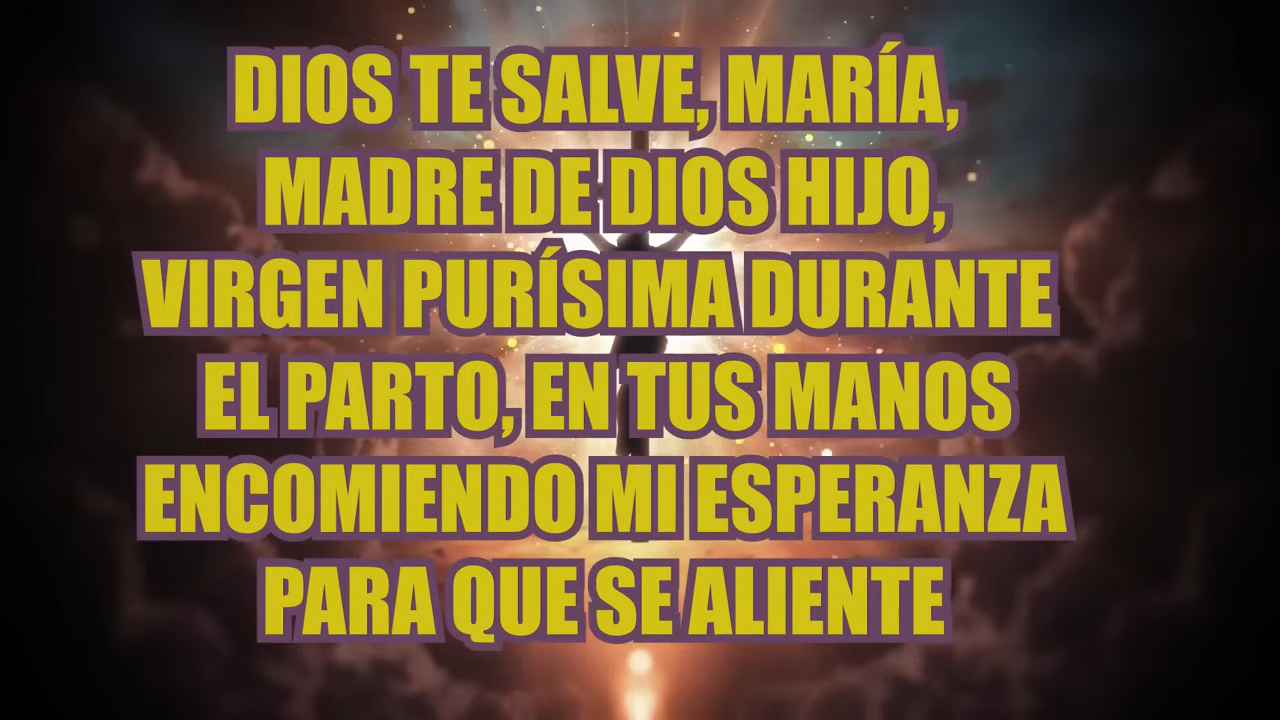 DIOS TE SALVE, MARÍA,
MADRE DE DIOS HIJO,
VIRGEN PURÍSIMA DURANTE
EL PARTO, EN TUS MANOS
ENCOMIENDO MI ESPERANZA
PARA QUE SE ALIENTE